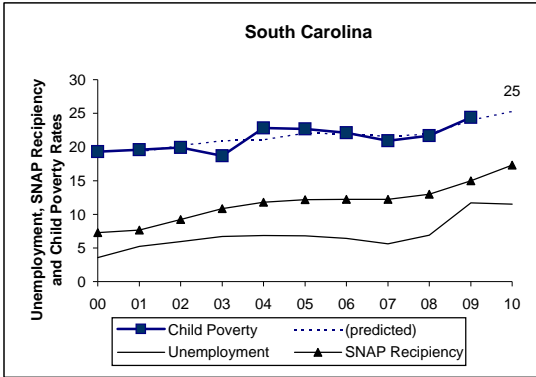 South Carolina
Unemployment, SNAP Recipiency
and Child Poverty Rates
30
25
20
15
10
5
0
25
00 01 02 03 04 05 06 07 08 09 10
Child Poverty (predicted)
Unemployment SNAP Recipiency